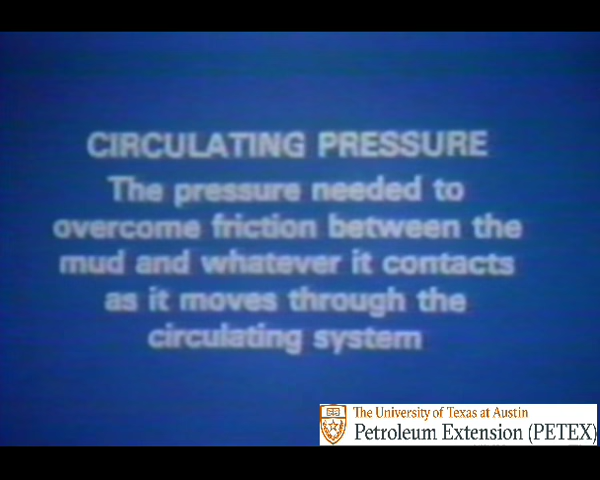 CIRCULATING PRESSURE
The pressure needed to
overcome friction between the
mud and whatever it contacts
as it moves through the
circulating system
The University of Texas at Austin
Petroleum Extension (PETEX)